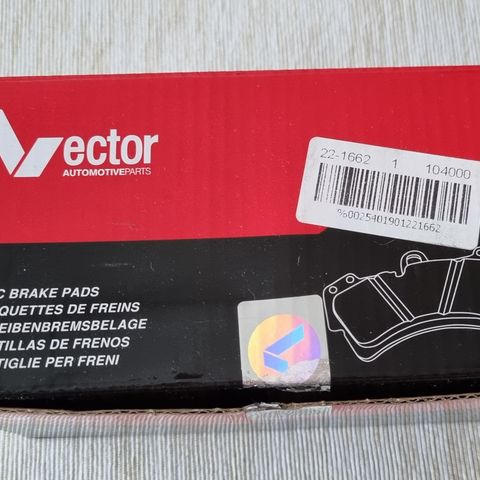 Vector
AUTOMOTIVEPARTS
22-1662 1 104000
%0025401901221662
C BRAKE PADS
QUETTES DE FREINS
EIBENBREMSBELAGE
TILLAS DE FRENOS
TIGLIE PER FRENI